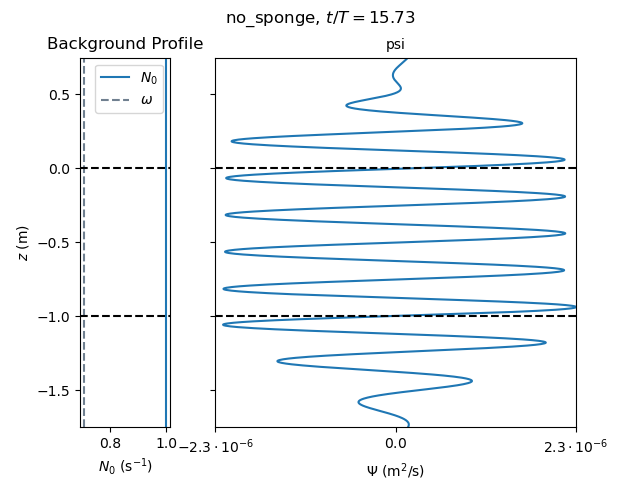 no_sponge, t/T = 15.73
Background Profile
psi
N₀
ω
0.5
0.0
−0.5
−1.0
−1.5
z (m)
0.8 1.0
−2.3 · 10⁻⁶ 0.0 2.3 · 10⁻⁶
N₀ (s⁻¹)
Ψ (m²/s)